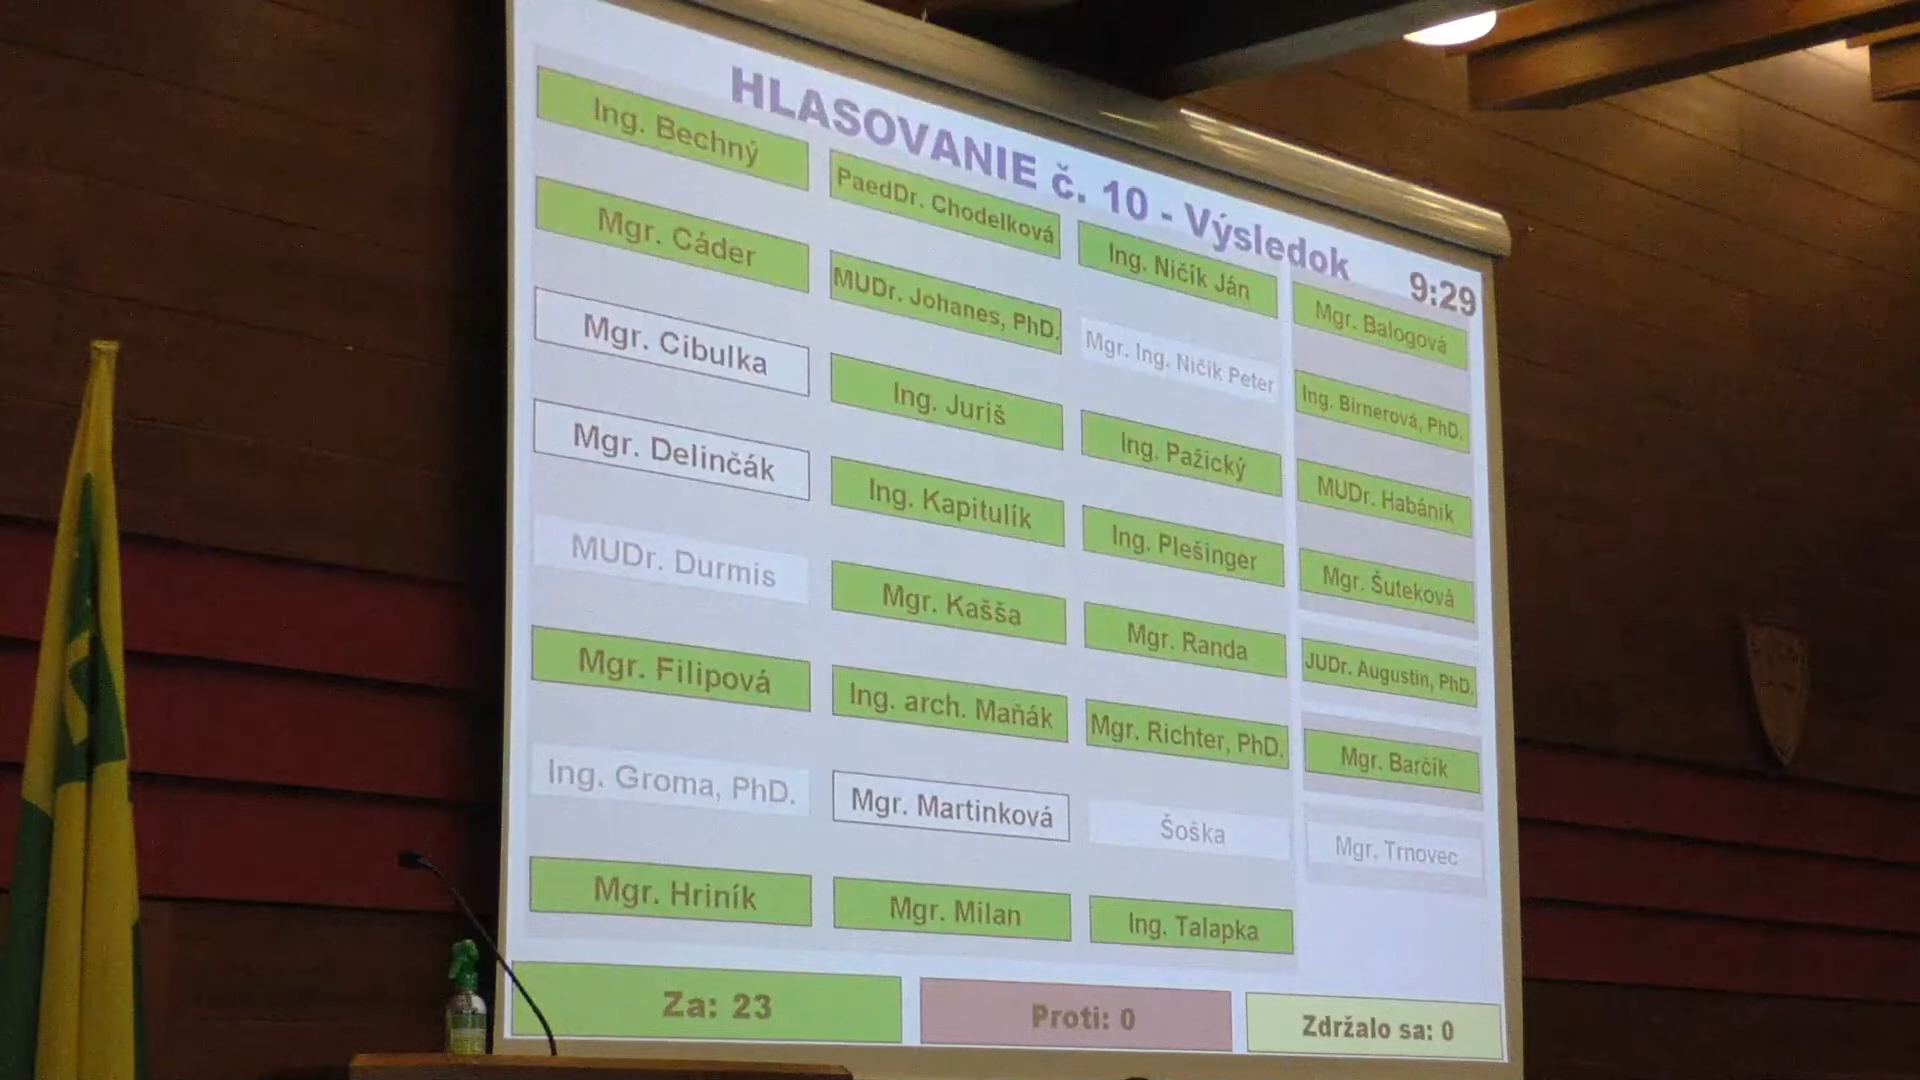 HLASOVANIE č. 10 - Výsledok
9:29
Ing. Bechný
Mgr. Cáder
Mgr. Cibulka
Mgr. Delinčák
MUDr. Durmis
Mgr. Filipová
Ing. Groma, PhD.
Mgr. Hriník
PaedDr. Chodelková
MUDr. Johanes, PhD.
Ing. Juriš
Ing. Kapitulík
Mgr. Kašša
Ing. arch. Maňák
Mgr. Martinková
Mgr. Milan
Ing. Ničík Ján
Mgr. Ing. Ničík Peter
Ing. Pažický
Ing. Plešinger
Mgr. Randa
Mgr. Richter, PhD.
Šoška
Ing. Talapka
Mgr. Balogová
Ing. Birnerová, PhD.
MUDr. Habánik
Mgr. Šuteková
JUDr. Augustin, PhD.
Mgr. Barčík
Mgr. Trnovec
Za: 23
Proti: 0
Zdržalo sa: 0